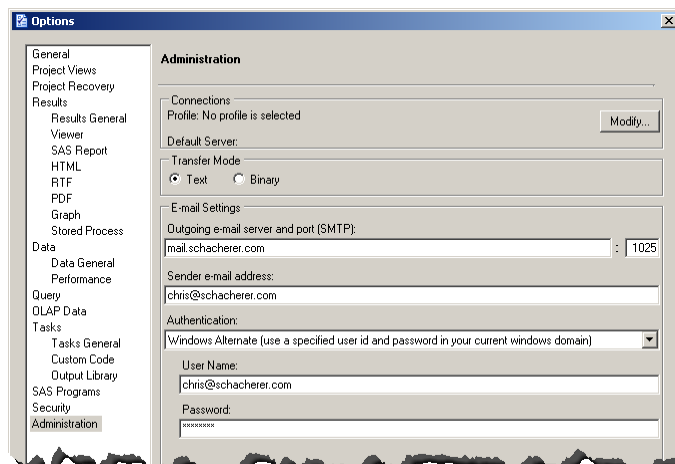 Options
General
Project Views
Project Recovery
Results
Results General
Viewer
SAS Report
HTML
RTF
PDF
Graph
Stored Process
Data
Data General
Performance
Query
OLAP Data
Tasks
Tasks General
Custom Code
Output Library
SAS Programs
Security
Administration
Administration
Connections
Profile: No profile is selected
Modify...
Default Server:
Transfer Mode
Text Binary
E-mail Settings
Outgoing e-mail server and port (SMTP):
mail.schacherer.com : 1025
Sender e-mail address:
chris@schacherer.com
Authentication:
Windows Alternate (use a specified user id and password in your current windows domain)
User Name:
chris@schacherer.com
Password:
××××××××